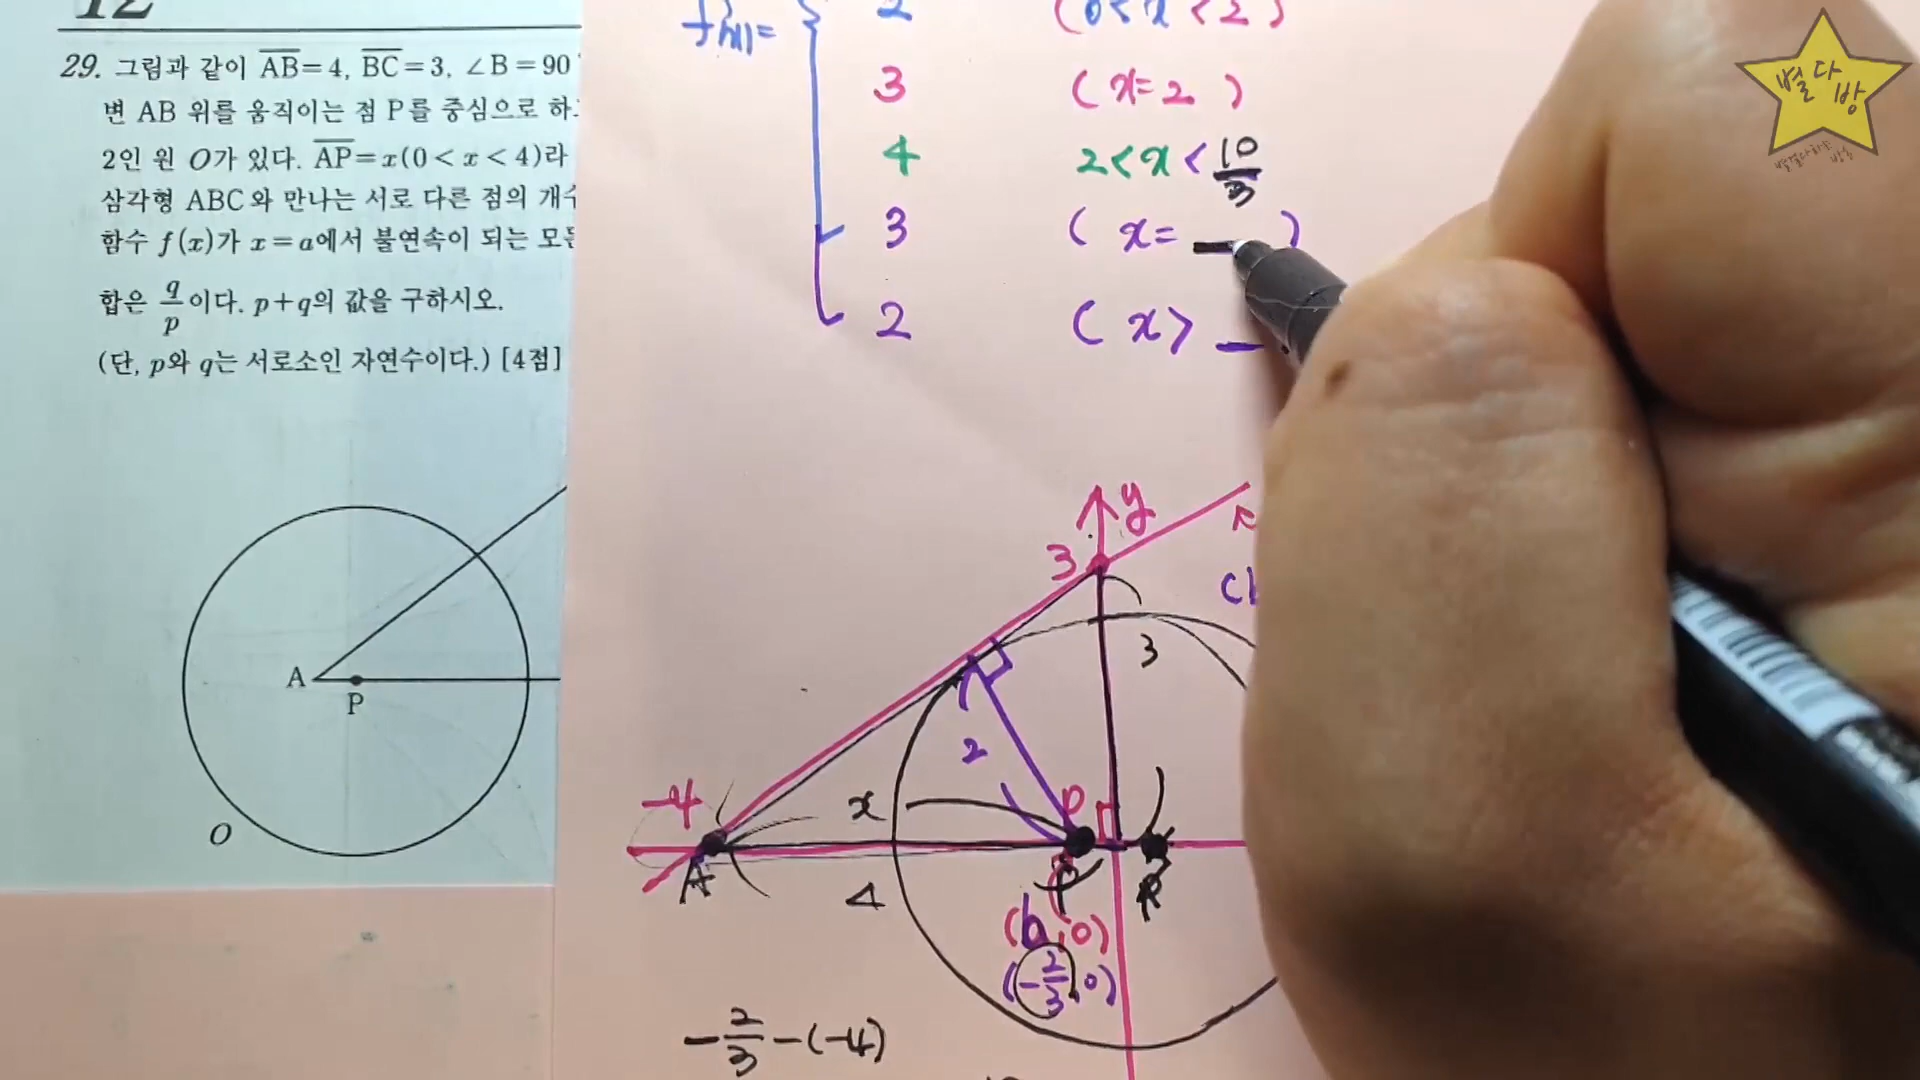 12
29. 그림과 같이 AB=4, BC=3, ∠B=90°
변 AB 위를 움직이는 점 P를 중심으로 하
2인 원 O가 있다. AP=x(0<x<4)라
삼각형 ABC와 만나는 서로 다른 점의 개수
함수 f(x)가 x=a에서 불연속이 되는 모든
합은 q/p이다. p+q의 값을 구하시오.
(단, p와 q는 서로소인 자연수이다.) [4점]
A
P
O
f(x)=
2 (0<x<2)
3 (x=2)
4 2<x<10/3
3 (x= )
2 (x> )
별다방
y
3
3
2
-4
x
P
A
4
P
(b,0)
(-2/3,0)
-2/3-(-4)